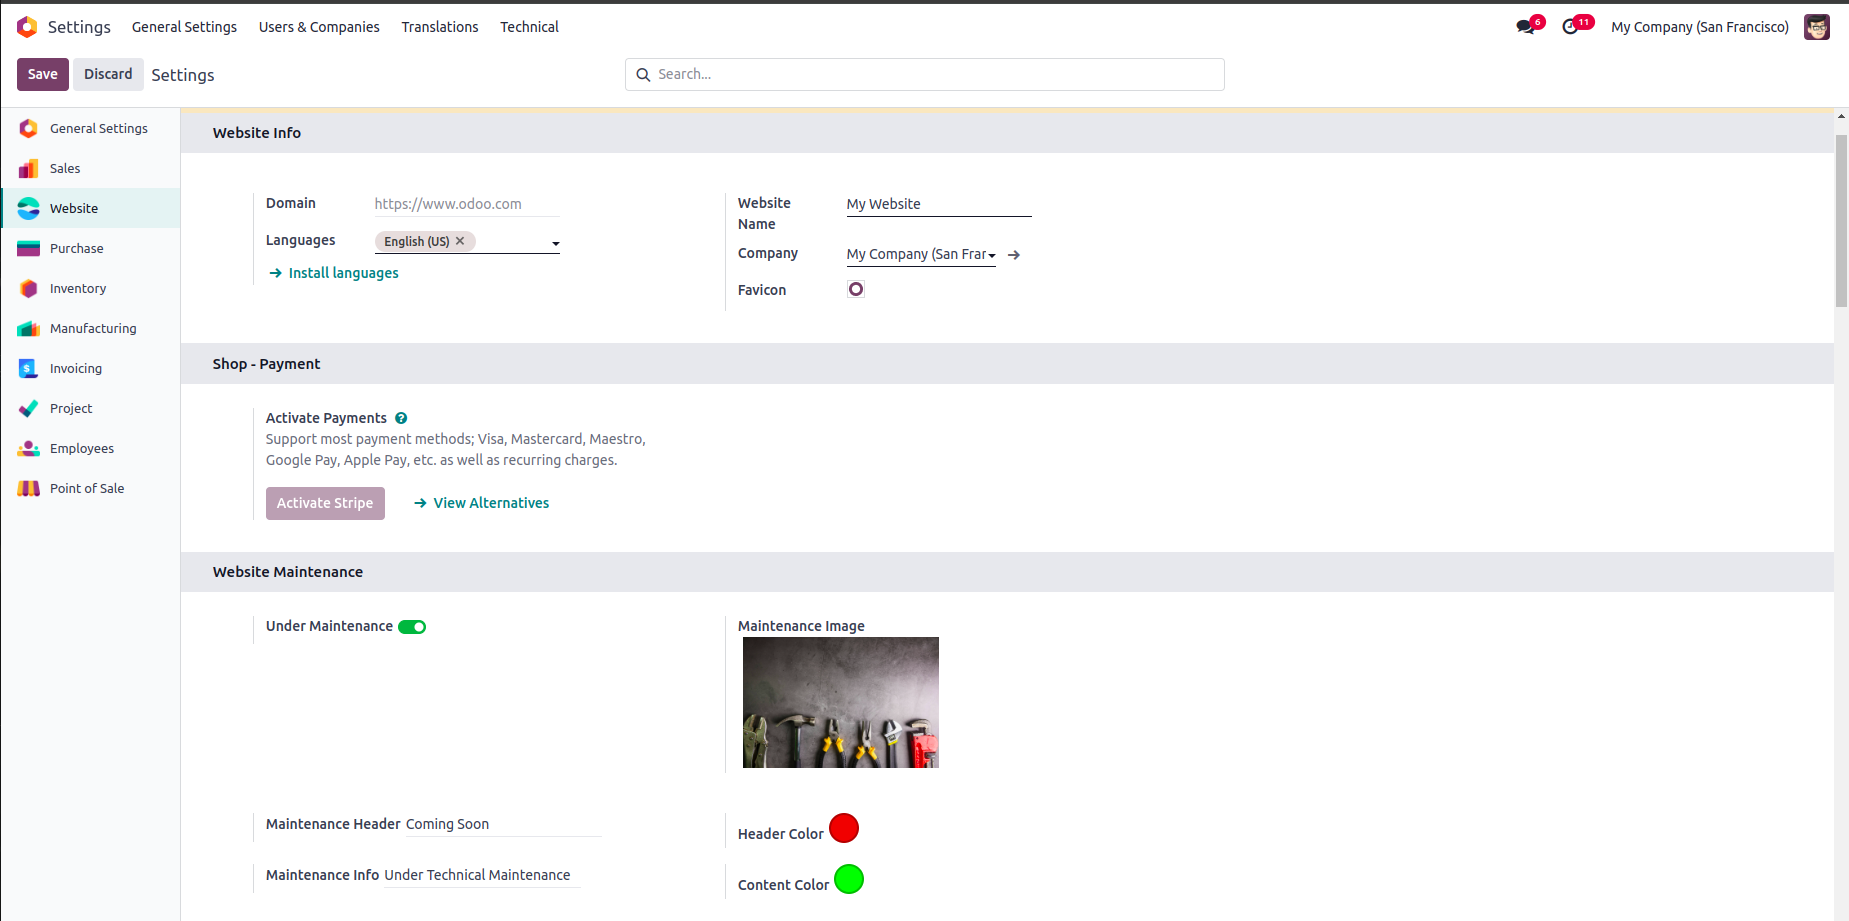 Settings General Settings Users & Companies Translations Technical 6 11 My Company (San Francisco)
Save Discard Settings Search...
General Settings
Sales
Website
Purchase
Inventory
Manufacturing
Invoicing
Project
Employees
Point of Sale
Website Info
Domain https://www.odoo.com
Languages English (US)
Install languages
Website Name My Website
Company My Company (San Fran
Favicon
Shop - Payment
Activate Payments ?
Support most payment methods; Visa, Mastercard, Maestro,
Google Pay, Apple Pay, etc. as well as recurring charges.
Activate Stripe View Alternatives
Website Maintenance
Under Maintenance
Maintenance Image
Maintenance Header Coming Soon
Header Color
Maintenance Info Under Technical Maintenance
Content Color